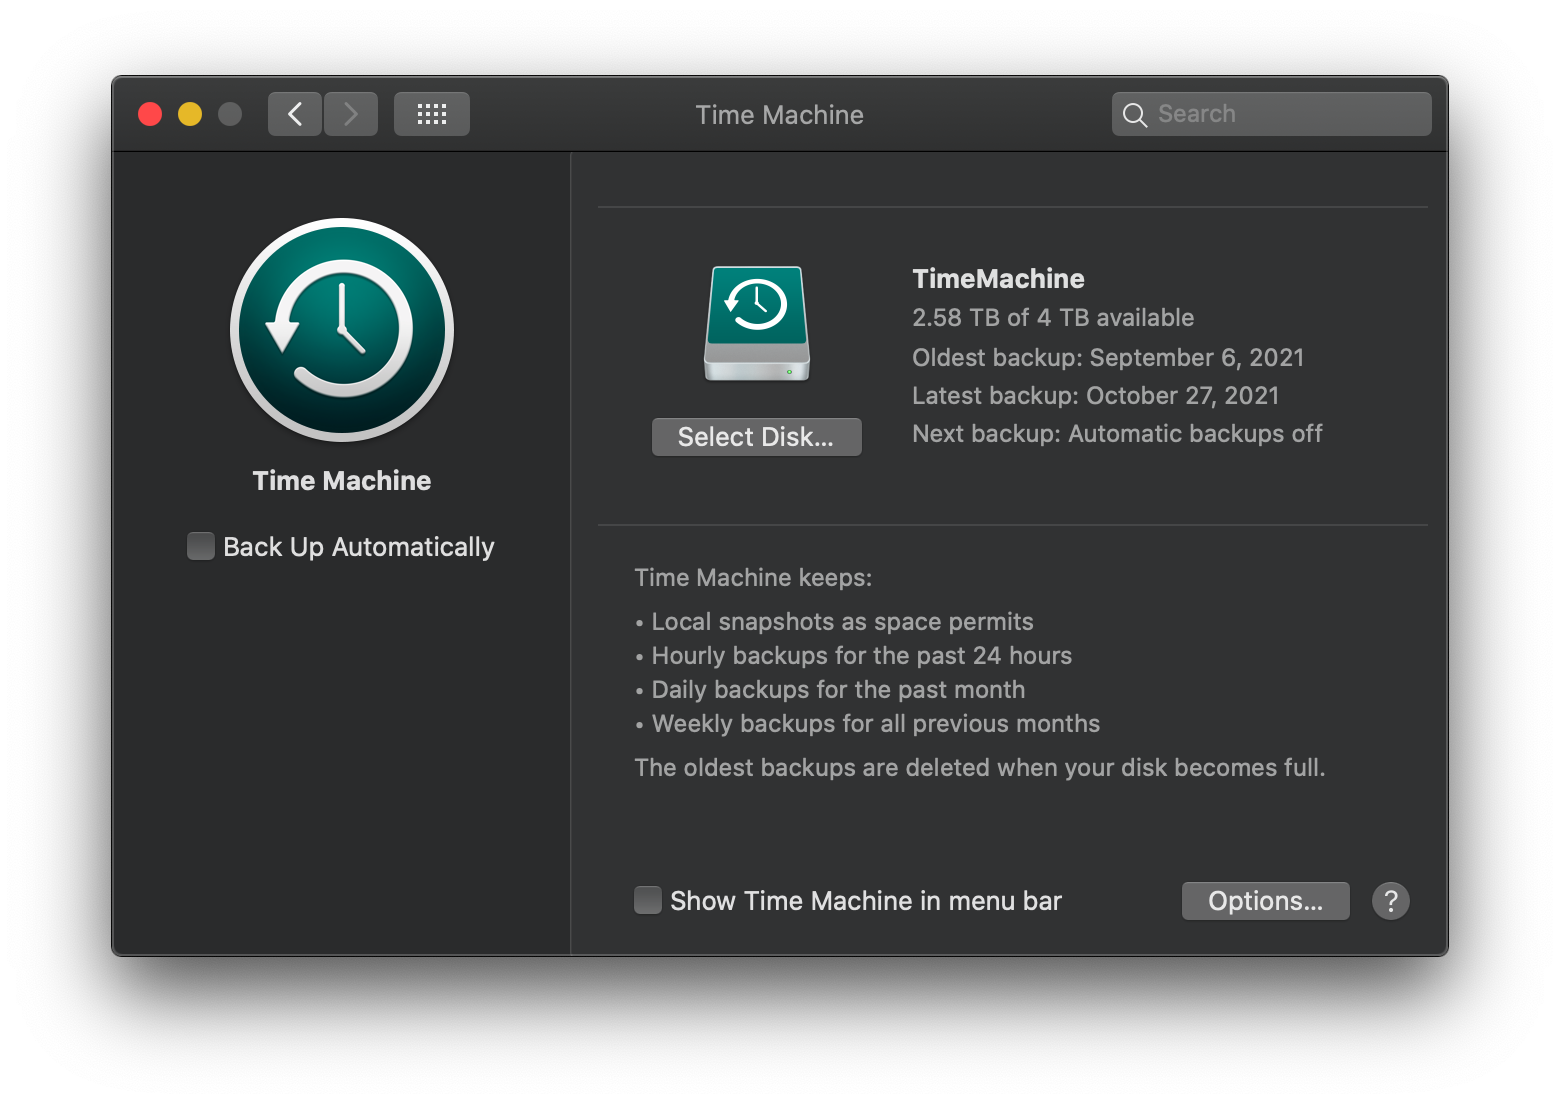 Time Machine
Search
Time Machine
Back Up Automatically
Select Disk...
TimeMachine
2.58 TB of 4 TB available
Oldest backup: September 6, 2021
Latest backup: October 27, 2021
Next backup: Automatic backups off
Time Machine keeps:
• Local snapshots as space permits
• Hourly backups for the past 24 hours
• Daily backups for the past month
• Weekly backups for all previous months
The oldest backups are deleted when your disk becomes full.
Show Time Machine in menu bar
Options...
?